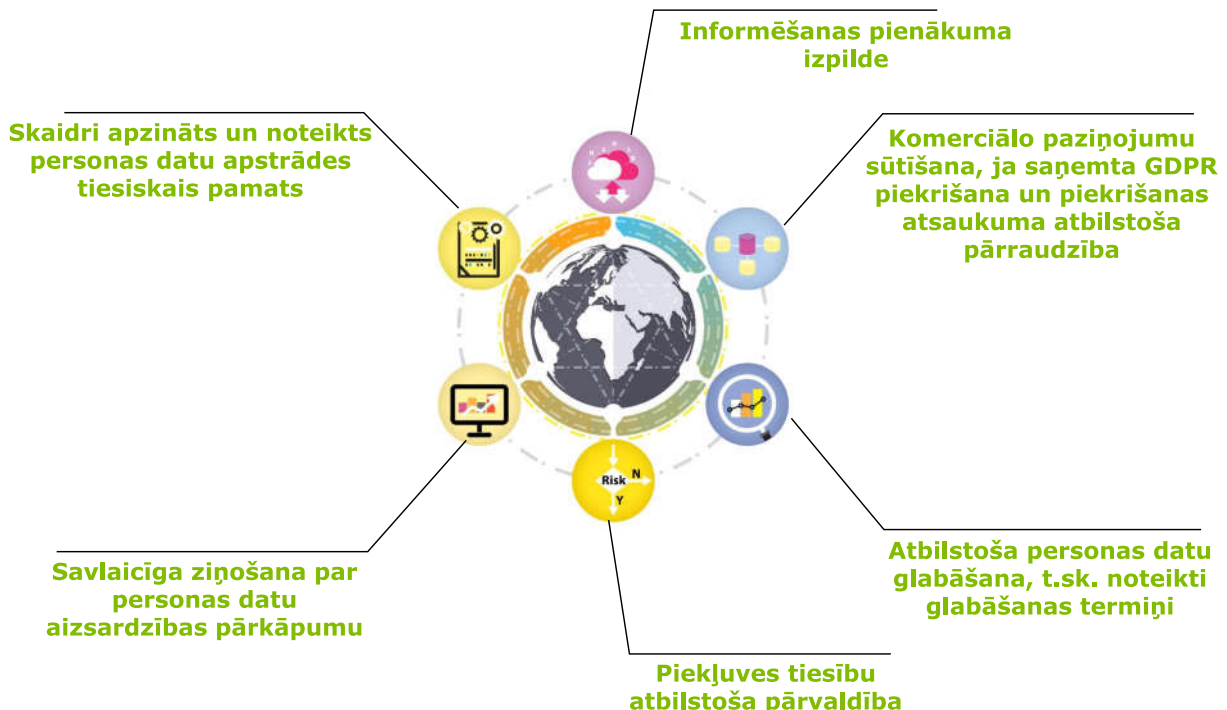 Informēšanas pienākuma
izpilde
Skaidri apzināts un noteikts
personas datu apstrādes
tiesiskais pamats
Komerciālo paziņojumu
sūtīšana, ja saņemta GDPR
piekrišana un piekrišanas
atsaukuma atbilstoša
pārraudzība
Risk
N
Y
Savlaicīga ziņošana par
personas datu
aizsardzības pārkāpumu
Atbilstoša personas datu
glabāšana, t.sk. noteikti
glabāšanas termiņi
Piekļuves tiesību
atbilstoša pārvaldība